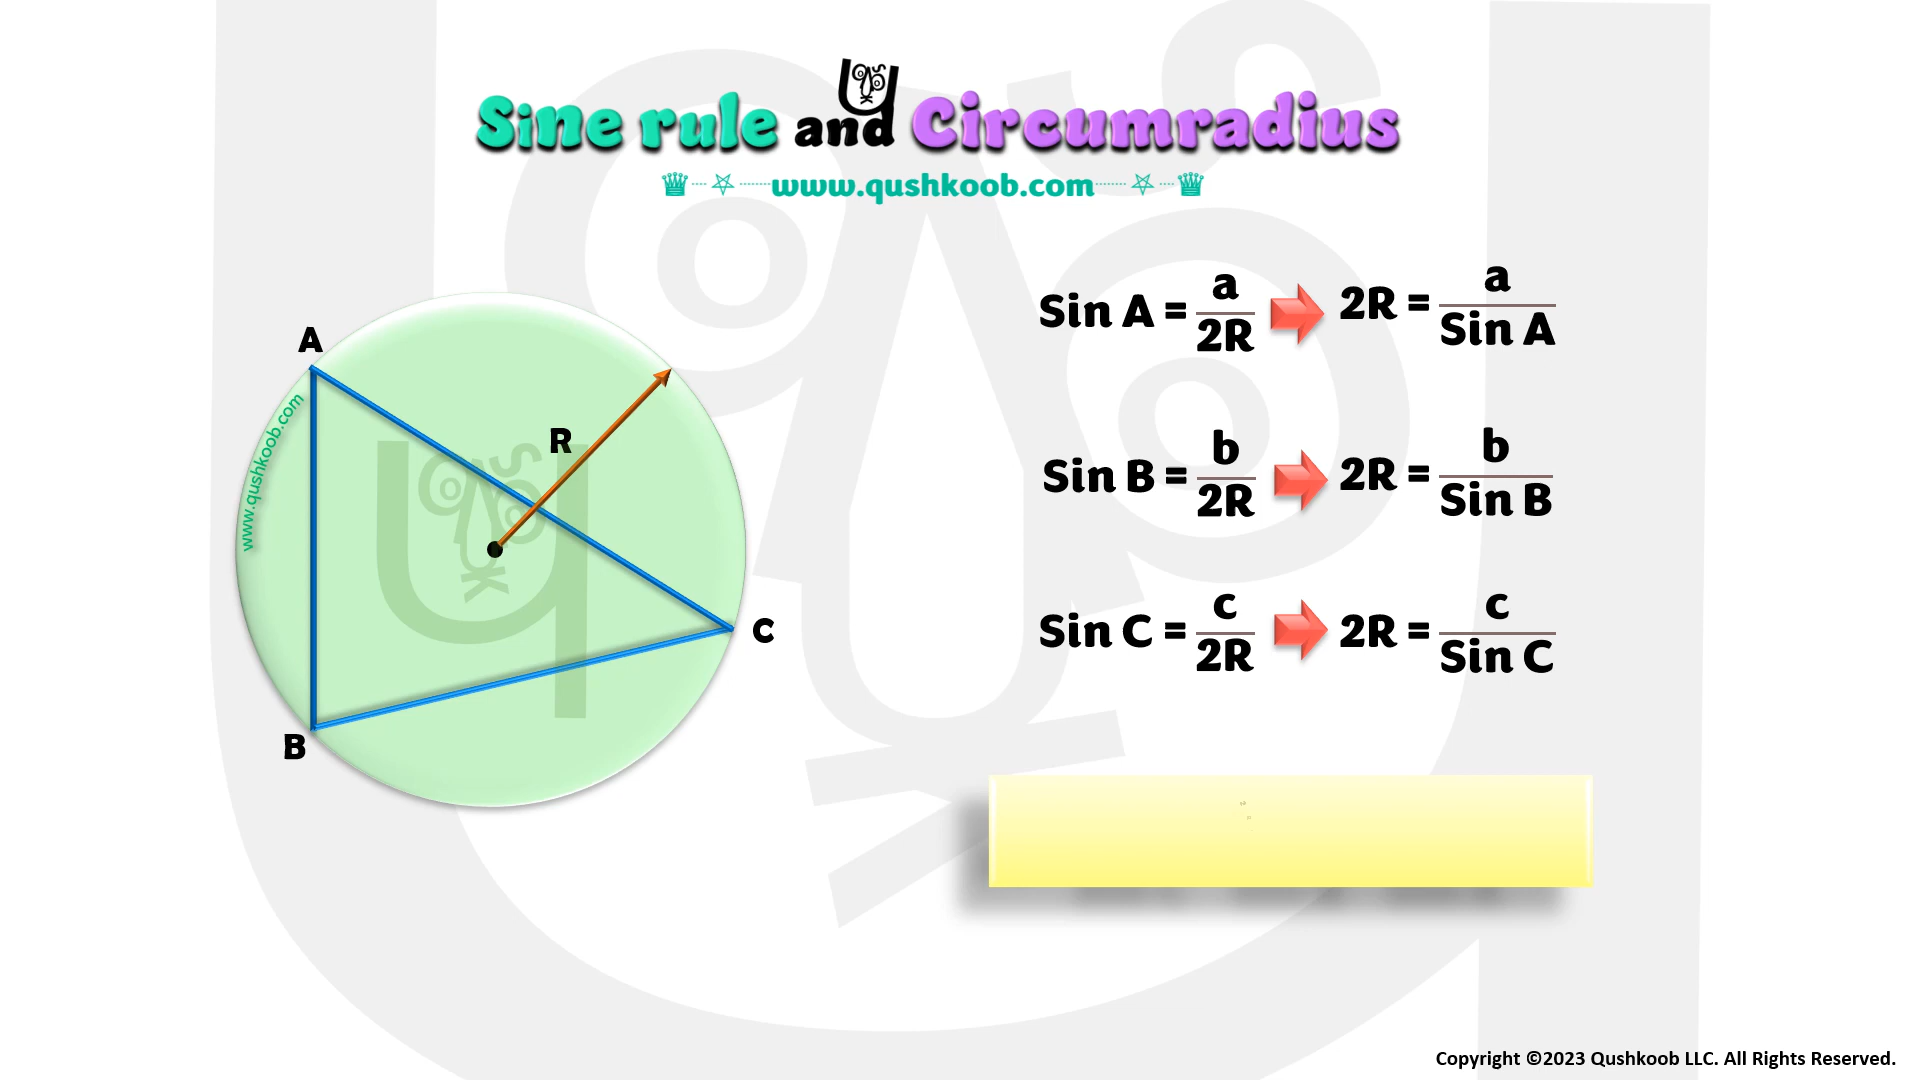 Sine rule and Circumradius
www.qushkoob.com
A
B
C
R
www.qushkoob.com
Sin A = a/2R 2R = a/Sin A
Sin B = b/2R 2R = b/Sin B
Sin C = c/2R 2R = c/Sin C
Copyright ©2023 Qushkoob LLC. All Rights Reserved.